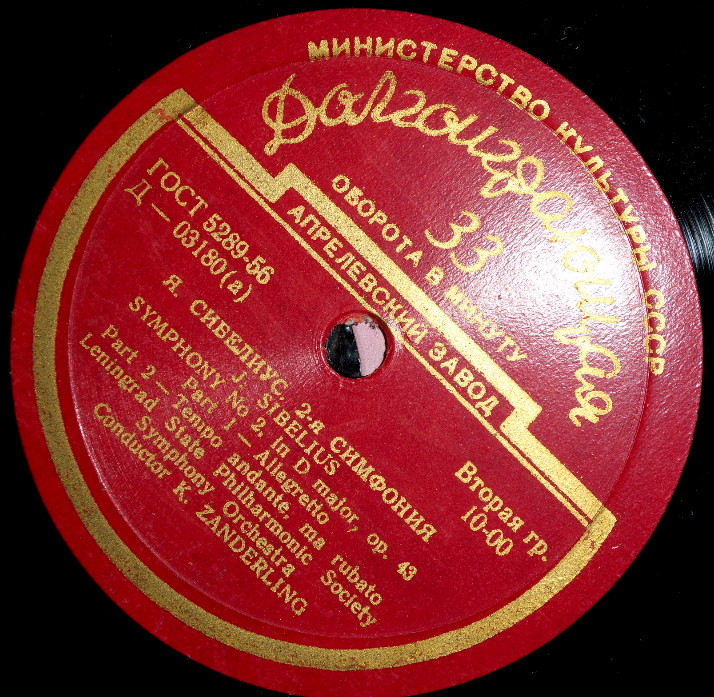 МИНИСТЕРСТВО КУЛЬТУРЫ СССР
Долгоиграющая
33
ОБОРОТА В МИНУТУ
АПРЕЛЕВСКИЙ ЗАВОД
ГОСТ 5289-56
Д — 03180(а)
Вторая гр.
10-00
Я. СИБЕЛИУС. 2-я СИМФОНИЯ
J. SIBELIUS
SYMPHONY No 2, in D major, op. 43
Part 1 — Allegretto
Part 2 — Tempo andante, ma rubato
Leningrad State Philharmonic Society
Symphony Orchestra
Conductor K. ZANDERLING